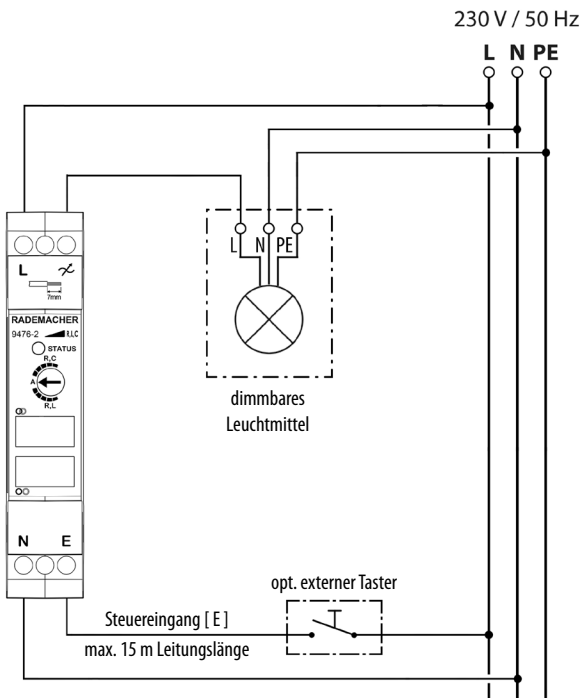 230 V / 50 Hz
L N PE
L N PE
L
7mm
RADEMACHER
9476-2 R,L,C
STATUS
R,C
A
R,L
dimmbares
Leuchtmittel
N E
opt. externer Taster
Steuereingang [ E ]
max. 15 m Leitungslänge